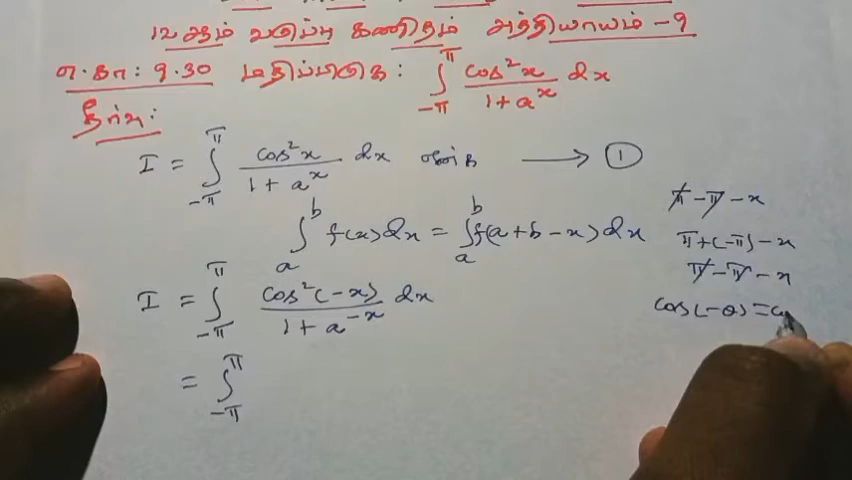 12 ஆம் வகுப்பு கணிதம் அத்தியாயம் - 9
எ.கா : 9.30 மதிப்பிடுக : ∫_{-π}^{π} cos²x / (1 + a^x) dx
தீர்வு :
I = ∫_{-π}^{π} cos²x / (1 + a^x) dx என்க ⟶ ①
∫_a^b f(x) dx = ∫_a^b f(a+b-x) dx
I = ∫_{-π}^{π} cos²(-x) / (1 + a^{-x}) dx
= ∫_{-π}^{π}
π - π - x
π + (-π) - x
π - π - x
cos(-θ) =